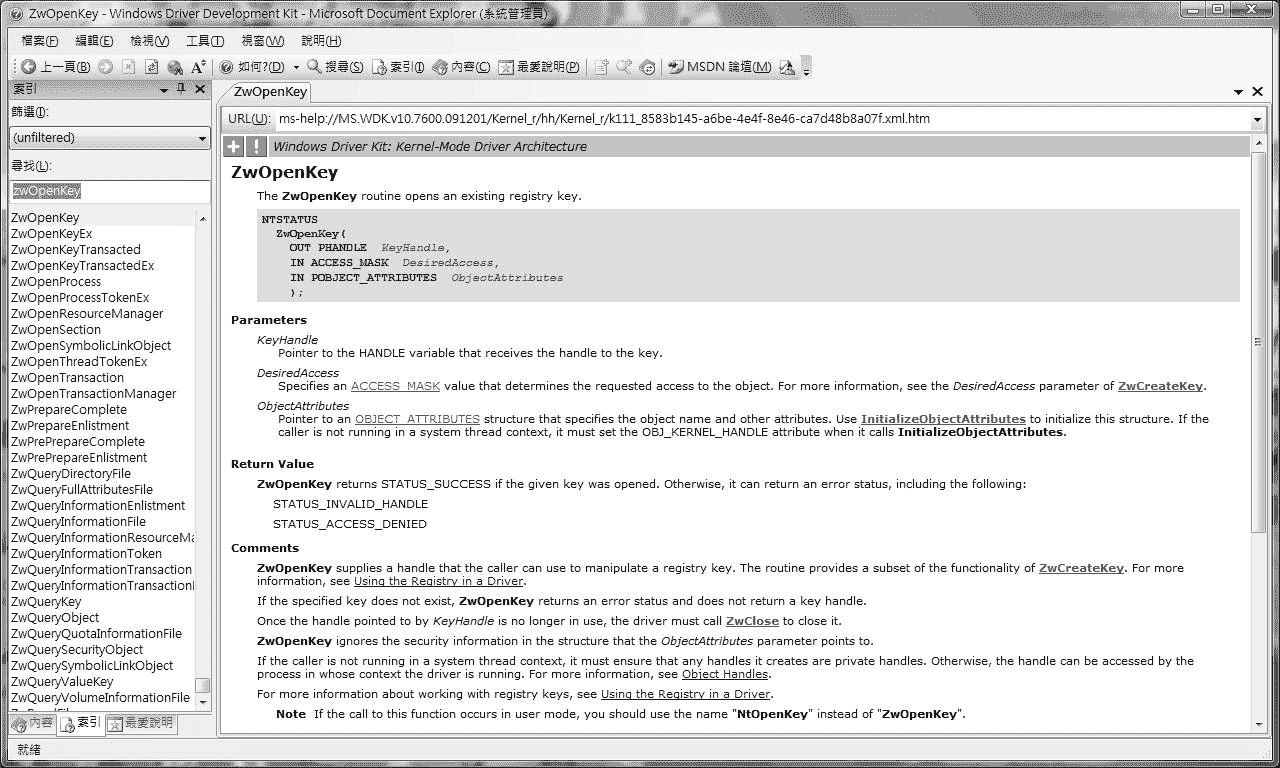 ZwOpenKey - Windows Driver Development Kit - Microsoft Document Explorer (系統管理員)
檔案(F) 編輯(E) 檢視(V) 工具(T) 視窗(W) 說明(H)
上一頁(B) 如何?(D) 搜尋(S) 索引(I) 內容(C) 最愛說明(P) MSDN 論壇(M)
索引
篩選(I):
(unfiltered)
尋找(L):
zwOpenKey
ZwOpenKey
ZwOpenKeyEx
ZwOpenKeyTransacted
ZwOpenKeyTransactedEx
ZwOpenProcess
ZwOpenProcessTokenEx
ZwOpenResourceManager
ZwOpenSection
ZwOpenSymbolicLinkObject
ZwOpenThreadTokenEx
ZwOpenTransaction
ZwOpenTransactionManager
ZwPrepareComplete
ZwPrepareEnlistment
ZwPrePrepareComplete
ZwPrePrepareEnlistment
ZwQueryDirectoryFile
ZwQueryFullAttributesFile
ZwQueryInformationEnlistment
ZwQueryInformationFile
ZwQueryInformationResourceMa
ZwQueryInformationToken
ZwQueryInformationTransaction
ZwQueryInformationTransaction
ZwQueryKey
ZwQueryObject
ZwQueryQuotaInformationFile
ZwQuerySecurityObject
ZwQuerySymbolicLinkObject
ZwQueryValueKey
ZwQueryVolumeInformationFile
內容 索引 最愛說明
ZwOpenKey
URL(U): ms-help://MS.WDK.v10.7600.091201/Kernel_r/hh/Kernel_r/k111_8583b145-a6be-4e4f-8e46-ca7d48b8a07f.xml.htm
Windows Driver Kit: Kernel-Mode Driver Architecture
ZwOpenKey
The ZwOpenKey routine opens an existing registry key.
NTSTATUS
ZwOpenKey(
OUT PHANDLE KeyHandle,
IN ACCESS_MASK DesiredAccess,
IN POBJECT_ATTRIBUTES ObjectAttributes
);
Parameters
KeyHandle
Pointer to the HANDLE variable that receives the handle to the key.
DesiredAccess
Specifies an ACCESS_MASK value that determines the requested access to the object. For more information, see the DesiredAccess parameter of ZwCreateKey.
ObjectAttributes
Pointer to an OBJECT_ATTRIBUTES structure that specifies the object name and other attributes. Use InitializeObjectAttributes to initialize this structure. If the
caller is not running in a system thread context, it must set the OBJ_KERNEL_HANDLE attribute when it calls InitializeObjectAttributes.
Return Value
ZwOpenKey returns STATUS_SUCCESS if the given key was opened. Otherwise, it can return an error status, including the following:
STATUS_INVALID_HANDLE
STATUS_ACCESS_DENIED
Comments
ZwOpenKey supplies a handle that the caller can use to manipulate a registry key. The routine provides a subset of the functionality of ZwCreateKey. For more
information, see Using the Registry in a Driver.
If the specified key does not exist, ZwOpenKey returns an error status and does not return a key handle.
Once the handle pointed to by KeyHandle is no longer in use, the driver must call ZwClose to close it.
ZwOpenKey ignores the security information in the structure that the ObjectAttributes parameter points to.
If the caller is not running in a system thread context, it must ensure that any handles it creates are private handles. Otherwise, the handle can be accessed by the
process in whose context the driver is running. For more information, see Object Handles.
For more information about working with registry keys, see Using the Registry in a Driver.
Note If the call to this function occurs in user mode, you should use the name "NtOpenKey" instead of "ZwOpenKey".
就緒